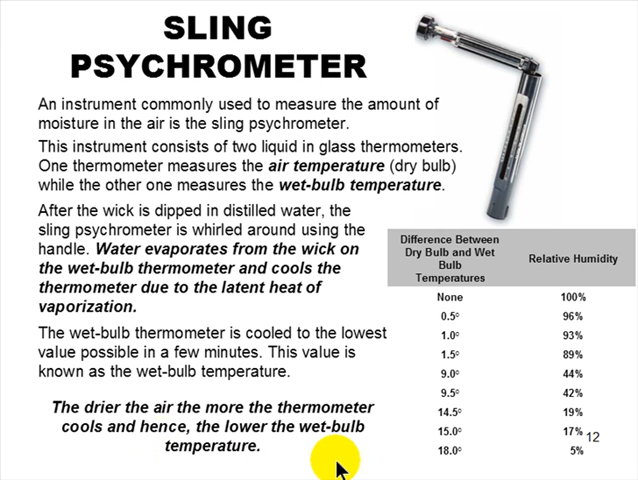 SLING
PSYCHROMETER
An instrument commonly used to measure the amount of
moisture in the air is the sling psychrometer.
This instrument consists of two liquid in glass thermometers.
One thermometer measures the air temperature (dry bulb)
while the other one measures the wet-bulb temperature.
After the wick is dipped in distilled water, the
sling psychrometer is whirled around using the
handle. Water evaporates from the wick on
the wet-bulb thermometer and cools the
thermometer due to the latent heat of
vaporization.
The wet-bulb thermometer is cooled to the lowest
value possible in a few minutes. This value is
known as the wet-bulb temperature.
The drier the air the more the thermometer
cools and hence, the lower the wet-bulb
temperature.
Difference Between
Dry Bulb and Wet
Bulb
Temperatures
Relative Humidity
None 100%
0.5° 96%
1.0° 93%
1.5° 89%
9.0° 44%
9.5° 42%
14.5° 19%
15.0° 17%
18.0° 5%
12